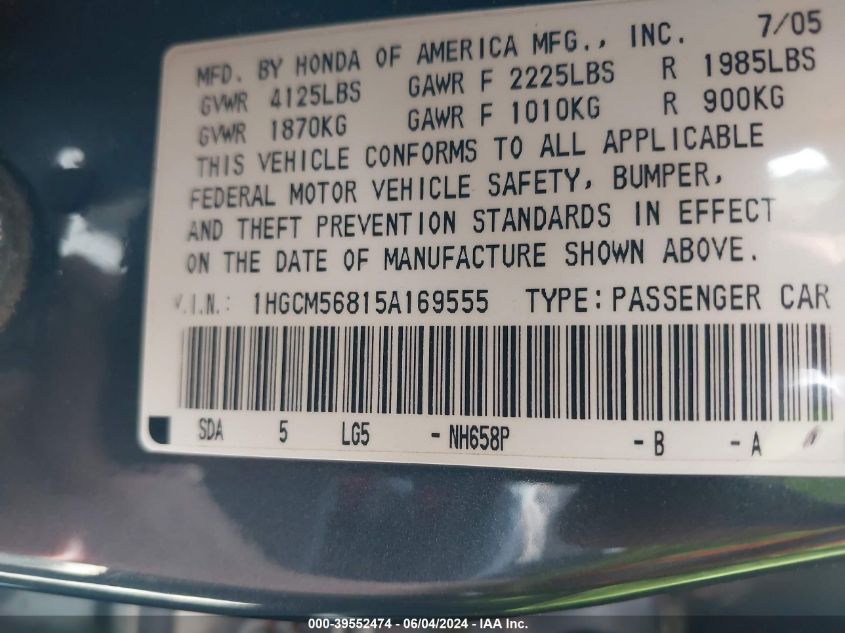 MFD. BY HONDA OF AMERICA MFG., INC. 7/05
GVWR 4125LBS GAWR F 2225LBS R 1985LBS
GVWR 1870KG GAWR F 1010KG R 900KG
THIS VEHICLE CONFORMS TO ALL APPLICABLE
FEDERAL MOTOR VEHICLE SAFETY, BUMPER,
AND THEFT PREVENTION STANDARDS IN EFFECT
ON THE DATE OF MANUFACTURE SHOWN ABOVE.
V.I.N.: 1HGCM56815A169555 TYPE: PASSENGER CAR
SDA 5 LG5 - NH658P - B - A
000-39552474 - 06/04/2024 - IAA Inc.